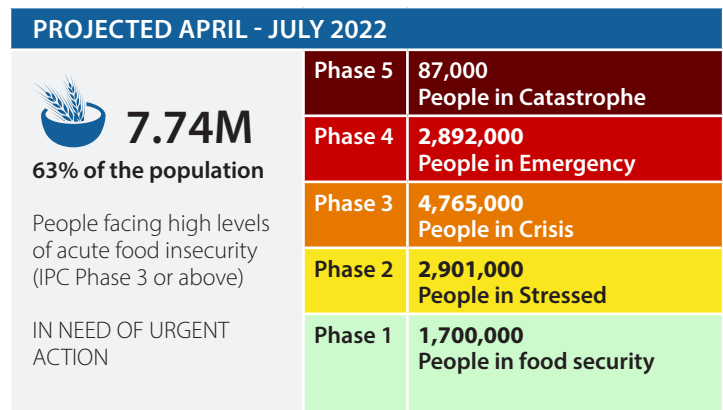 PROJECTED APRIL - JULY 2022
7.74M
63% of the population
People facing high levels
of acute food insecurity
(IPC Phase 3 or above)
IN NEED OF URGENT
ACTION
Phase 5
87,000
People in Catastrophe
Phase 4
2,892,000
People in Emergency
Phase 3
4,765,000
People in Crisis
Phase 2
2,901,000
People in Stressed
Phase 1
1,700,000
People in food security